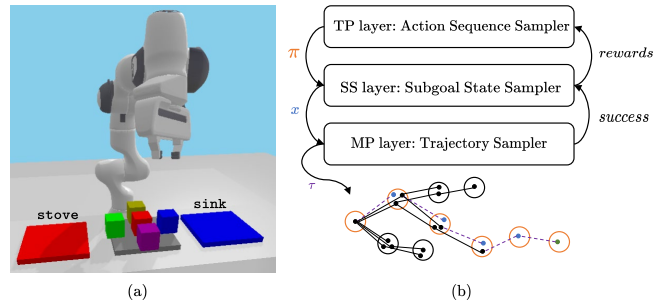 stove
sink
(a)
TP layer: Action Sequence Sampler
π
rewards
SS layer: Subgoal State Sampler
x
success
MP layer: Trajectory Sampler
τ
(b)